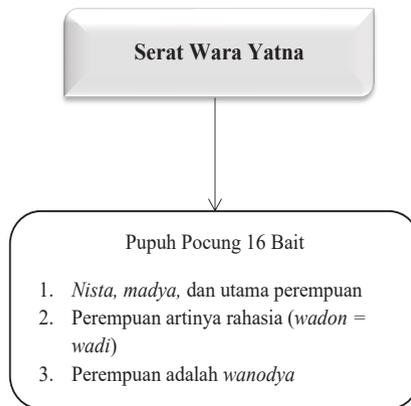 Serat Wara Yatna
Pupuh Pocung 16 Bait
1. Nista, madya, dan utama perempuan
2. Perempuan artinya rahasia (wadon =
wadi)
3. Perempuan adalah wanodya